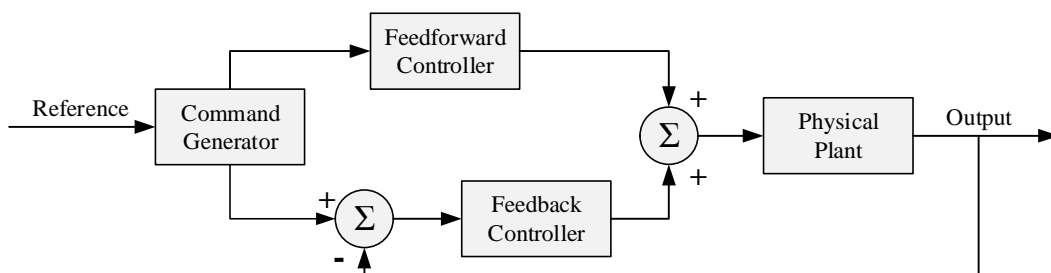 Feedforward
Controller
Reference
Command
Generator
+
Σ
+
Physical
Plant
Output
+
Σ
-
Feedback
Controller